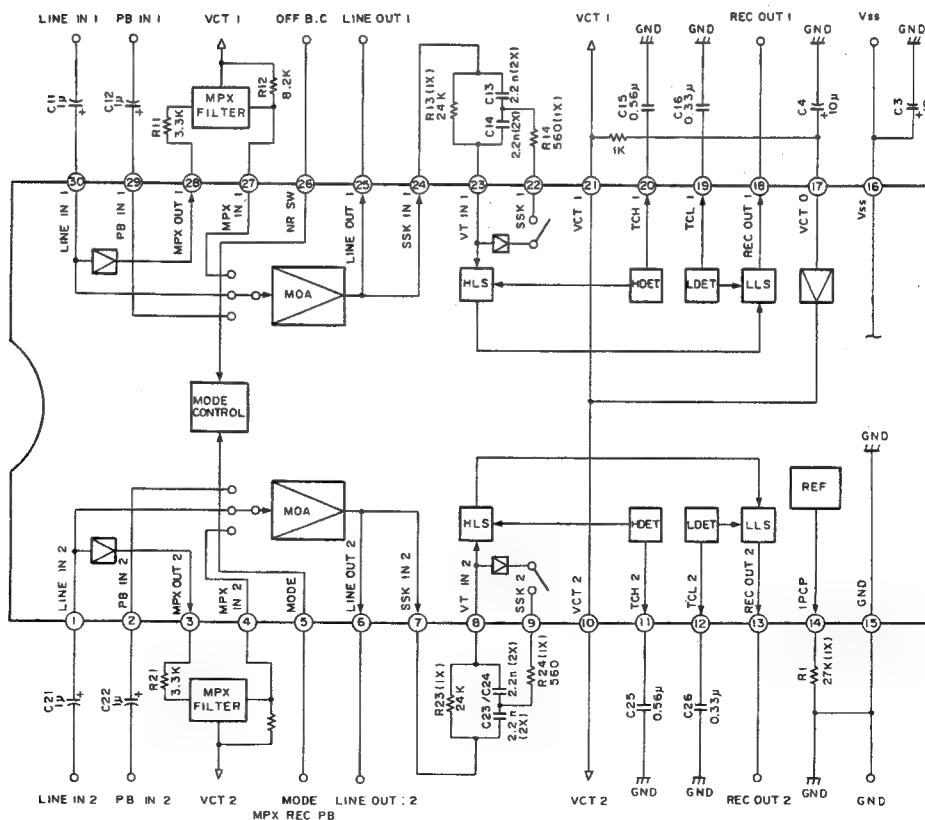 LINE IN 1
PB IN 1
VCT 1
OFF B.C
LINE OUT 1
VCT 1
GND
GND
REC OUT 1
GND
Vss
GND
C11
1μ
+
C12
1μ
+
MPX
FILTER
R11
3.3K
R12
8.2K
R13(1X)
24K
C13
2.2n(2X)
C14
2.2n(2X)
R14
560(1X)
C15
0.56μ
C16
0.33μ
C4
10μ
+
C3
+
1K
30
29
28
27
26
25
24
23
22
21
20
19
18
17
16
LINE IN 1
PB IN 1
MPX OUT 1
MPX
IN 1
NR SW
LINE OUT 1
SSK IN 1
VT IN 1
SSK 1
VCT 1
TCH 1
TCL 1
REC OUT 1
VCT 0
Vss
MOA
HLS
HDET
LDET
LLS
MODE
CONTROL
GND
MOA
HLS
HDET
LDET
LLS
REF
LINE IN 2
PB IN 2
MPX OUT 2
MPX
IN 2
MODE
LINE OUT 2
SSK IN 2
VT IN 2
SSK 2
VCT 2
TCH 2
TCL 2
REC OUT 2
IPCP
GND
1
2
3
4
5
6
7
8
9
10
11
12
13
14
15
C21
1μ
+
C22
1μ
+
R21
3.3K
MPX
FILTER
R23(1X)
24K
C23/C24
2.2n(2X)
2.2n
(2X)
R24(1X)
560
C25
0.56μ
C26
0.33μ
R1
27K(1X)
LINE IN 2
PB IN 2
VCT 2
MODE
MPX REC PB
LINE OUT : 2
VCT 2
GND
GND
REC OUT 2
GND
GND